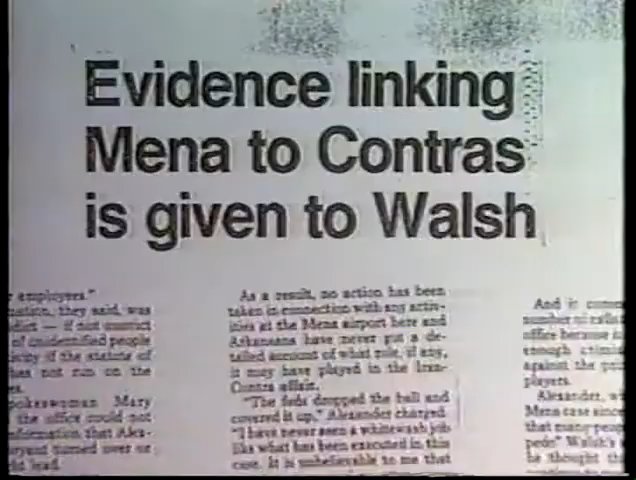 Evidence linking
Mena to Contras
is given to Walsh
employees."
they said, was
if not convict
of unidentified people
if the statute of
has not run on the
Mary
the office could not
information that Alex-
turned over or
As a result, no action has been
taken in connection with any activ-
ities at the Mena airport here and
Arkansans have never got a de-
tailed account of what role, if any,
it may have played in the Iran-
Contra affair.
"The feds dropped the ball and
covered it up," Alexander charged.
"I have never seen a whitewash job
like what has been executed in this
case. It is unbelievable to me that
And it
number of calls
office because
enough
against the
players.
Alexander,
Mena case since
that many
Walsh's
he thought